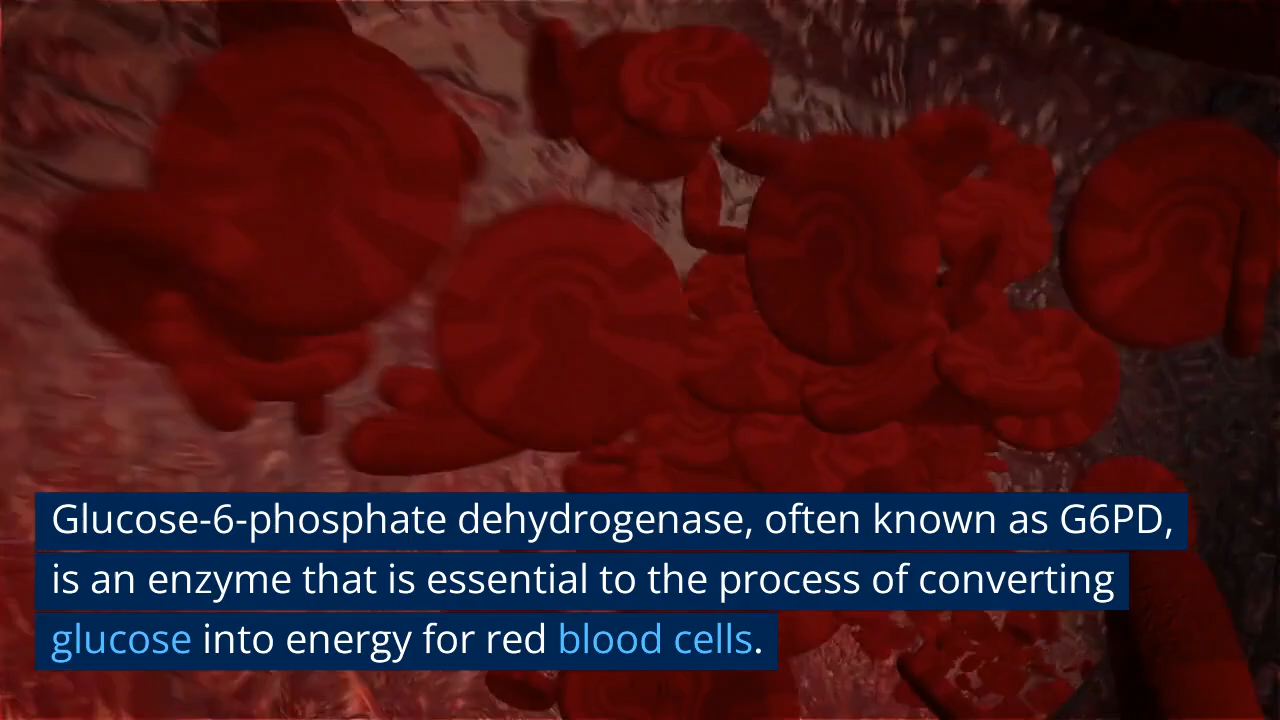 Glucose-6-phosphate dehydrogenase, often known as G6PD,
is an enzyme that is essential to the process of converting
glucose into energy for red blood cells.